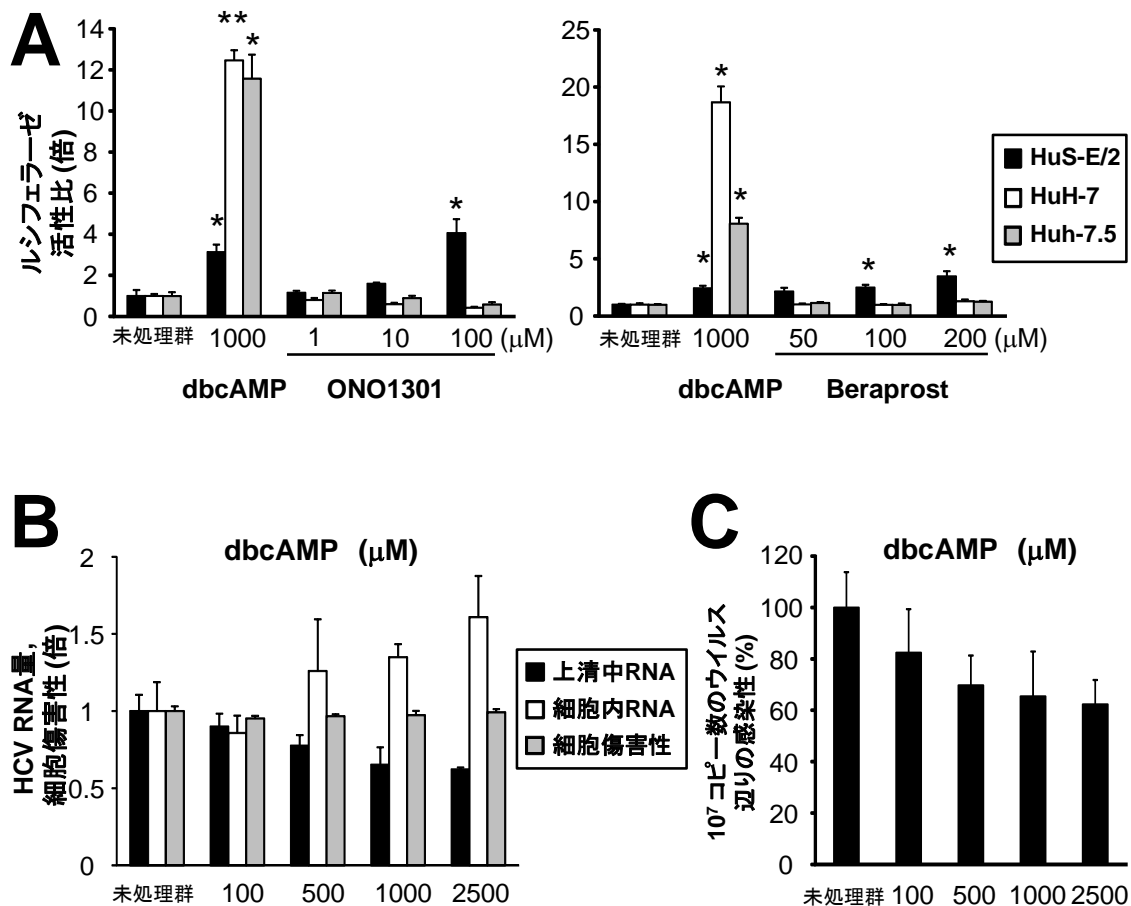 A
ルシフェラーゼ
活性比 (倍)
14
12
10
8
6
4
2
0
** 
*
*
*
未処理群 1000 1 10 100 (μM)
dbcAMP ONO1301
25
20
15
10
5
0
*
*
*
*
*
未処理群 1000 50 100 200 (μM)
dbcAMP Beraprost
HuS-E/2
HuH-7
Huh-7.5
B
dbcAMP (μM)
HCV RNA量,
細胞傷害性 (倍)
2
1.5
1
0.5
0
未処理群 100 500 1000 2500
上清中RNA
細胞内RNA
細胞傷害性
C
dbcAMP (μM)
10⁷ コピー数のウイルス
辺りの感染性 (%)
120
100
80
60
40
20
0
未処理群 100 500 1000 2500